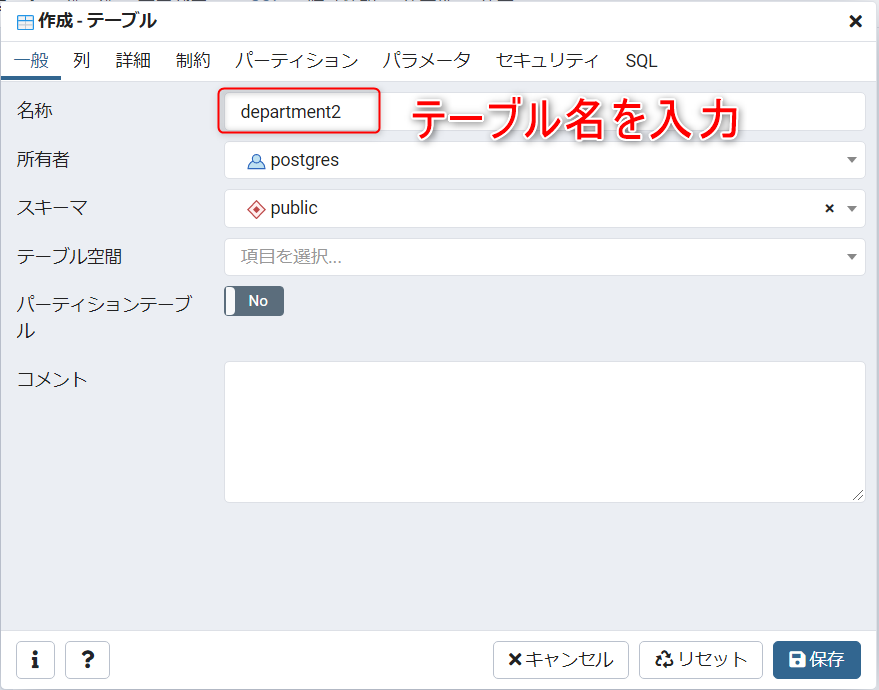 作成 - テーブル
一般 列 詳細 制約 パーティション パラメータ セキュリティ SQL
名称 department2 テーブル名を入力
所有者 postgres
スキーマ public
テーブル空間 項目を選択...
パーティションテーブ
ル
No
コメント
キャンセル リセット 保存